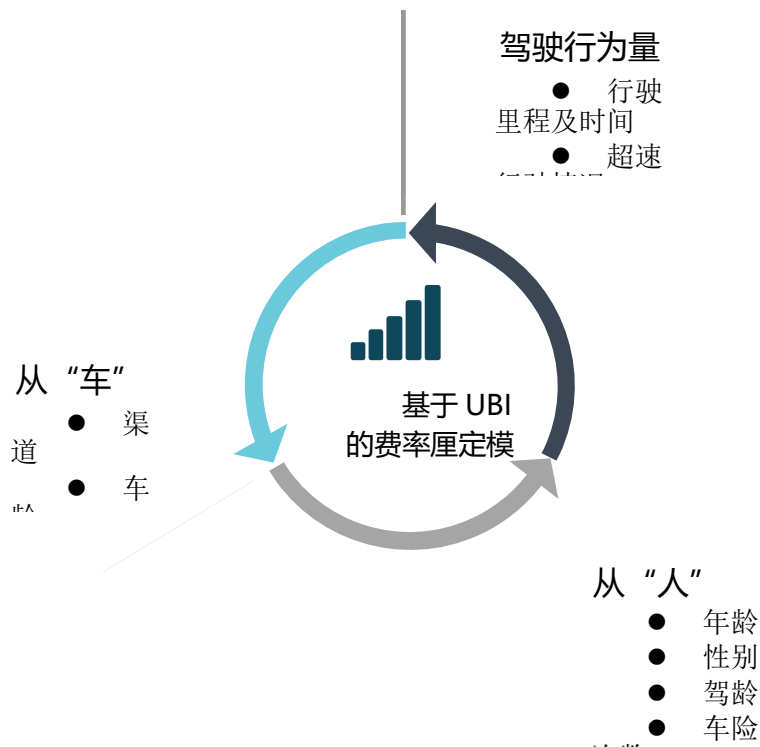 驾驶行为量
● 行驶
里程及时间
● 超速
从“车”
● 渠
道
● 车
基于 UBI
的费率厘定模
从“人”
● 年龄
● 性别
● 驾龄
● 车险